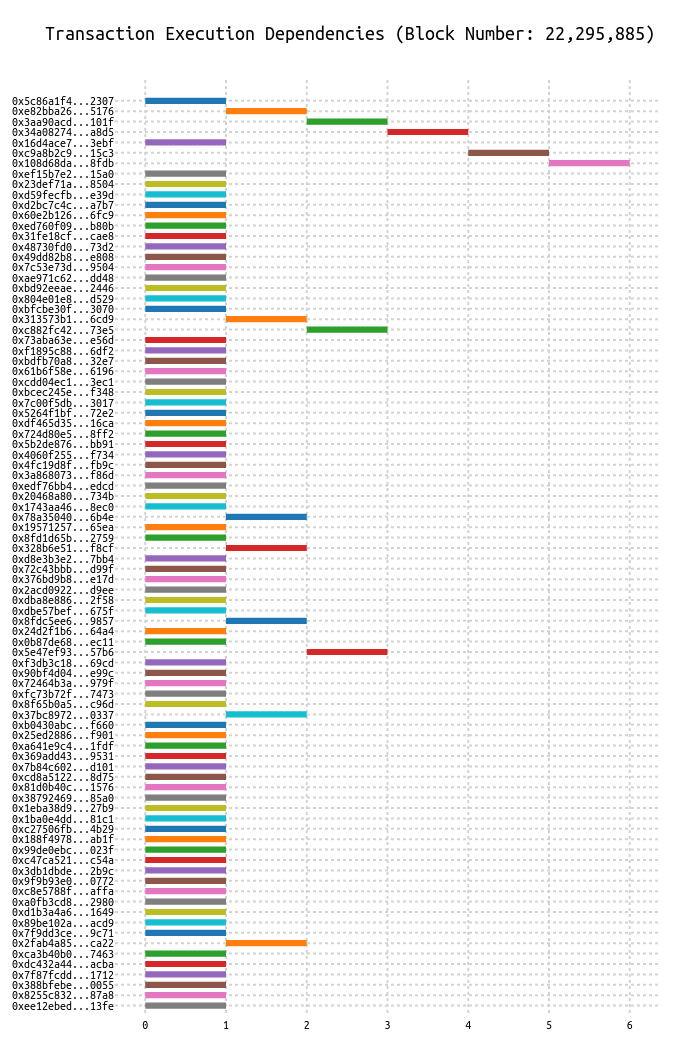 Transaction Execution Dependencies (Block Number: 22,295,885)
0x5c86a1f4...2307
0xe82bba26...5176
0x3aa90acd...101f
0x34a08274...a8d5
0x16d4ace7...3ebf
0xc9a8b2c9...15c3
0x108d68da...8fdb
0xef15b7e2...15a0
0x23def71a...8504
0xd59fecfb...e39d
0xd2bc7c4c...a7b7
0x60e2b126...6fc9
0xed760f09...b80b
0x31fe18cf...cae8
0x48730fd0...73d2
0x49dd82b8...e808
0x7c53e73d...9504
0xae971c62...dd48
0xbd92eeae...2446
0x804e01e8...d529
0xbfcbe30f...3070
0x313573b1...6cd9
0xc882fc42...73e5
0x73aba63e...e56d
0xf1895c88...6df2
0xbdfb70a8...32e7
0x61b6f58e...6196
0xcdd04ec1...3ec1
0xbcec245e...f348
0x7c00f5db...3017
0x5264f1bf...72e2
0xdf465d35...16ca
0x724d80e5...8ff2
0x5b2de876...bb91
0x4060f255...f734
0x4fc19d8f...fb9c
0x3a868073...f86d
0xedf76bb4...edcd
0x20468a80...734b
0x1743aa46...8ec0
0x78a35040...6b4e
0x19571257...65ea
0x8fd1d65b...2759
0x328b6e51...f8cf
0xd8e3b3e2...7bb4
0x72c43bbb...d99f
0x376bd9b8...e17d
0x2acd0922...d9ee
0xdba8e886...2f58
0xdbe57bef...675f
0x8fdc5ee6...9857
0x24d2f1b6...64a4
0x0b87de68...ec11
0x5e47ef93...57b6
0xf3db3c18...69cd
0x90bf4d04...e99c
0x72464b3a...979f
0xfc73b72f...7473
0x8f65b0a5...c96d
0x37bc8972...0337
0xb0430abc...f660
0x25ed2886...f901
0xa641e9c4...1fdf
0x369add43...9531
0x7b84c602...d101
0xcd8a5122...8d75
0x81d0b40c...1576
0x38792469...85a0
0x1eba38d9...27b9
0x1ba0e4dd...81c1
0xc27506fb...4b29
0x188f4978...ab1f
0x99de0ebc...023f
0xc47ca521...c54a
0x3db1dbde...2b9c
0x9f9b93e0...0772
0xc8e5788f...affa
0xa0fb3cd8...2980
0xd1b3a4a6...1649
0x89be102a...acd9
0x7f9dd3ce...9c71
0x2fab4a85...ca22
0xca3b40b0...7463
0xdc432a44...acba
0x7f87fcdd...1712
0x388bfebe...0055
0x8255c832...87a8
0xee12ebed...13fe
0 1 2 3 4 5 6